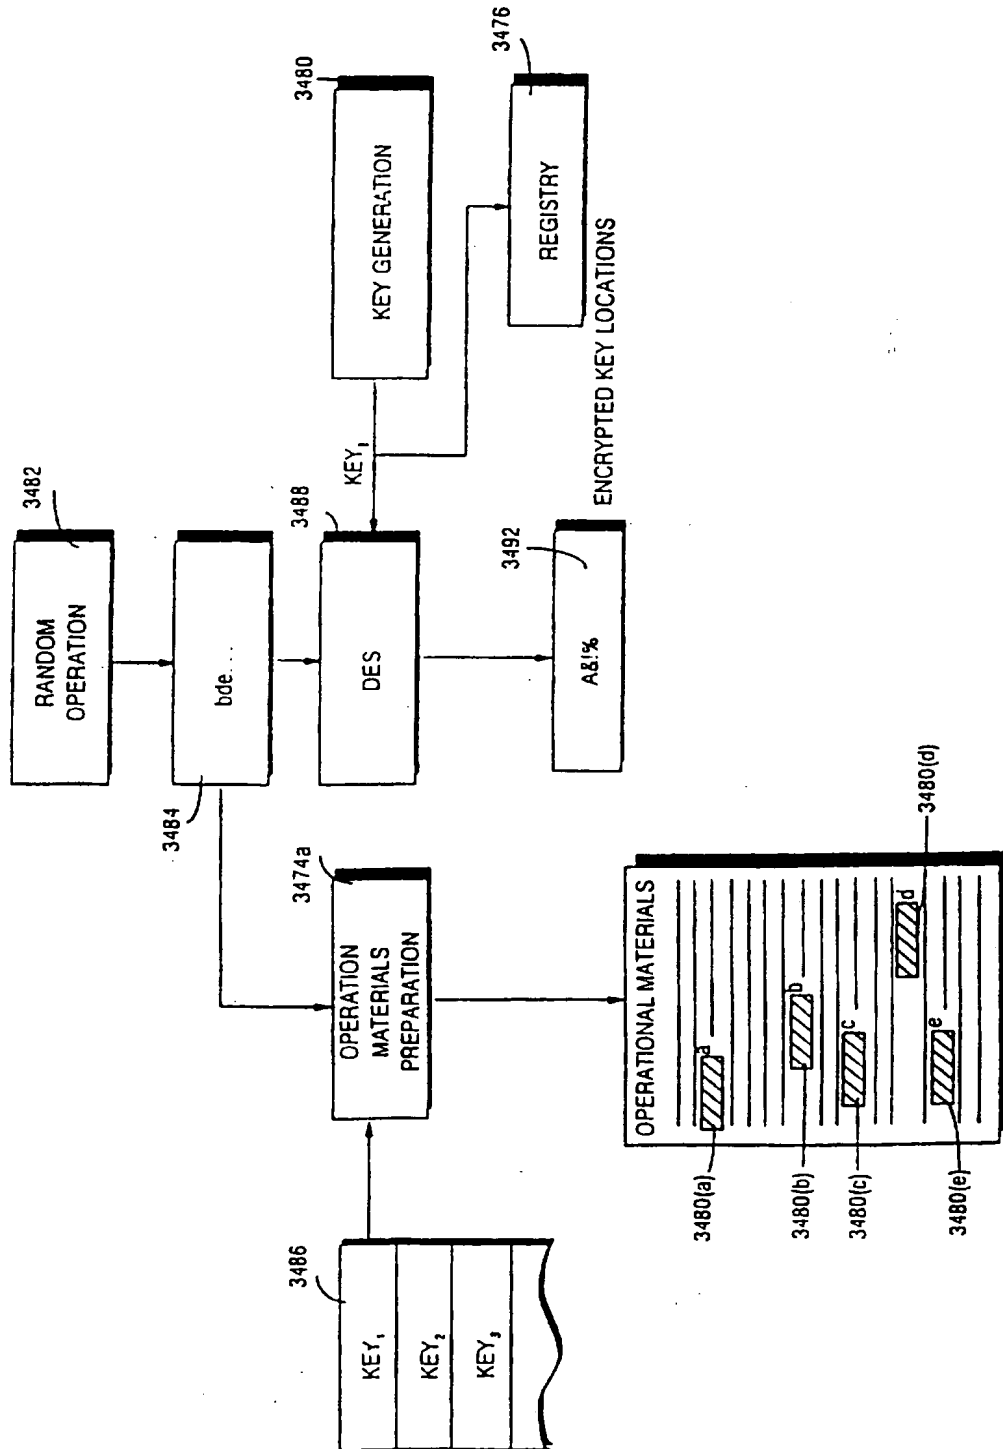 3482
RANDOM
OPERATION
3484
bde...
3488
DES
KEY₁
3480
KEY GENERATION
3476
REGISTRY
3492
A&!%
ENCRYPTED KEY LOCATIONS
3486
KEY₁
KEY₂
KEY₃
3474a
OPERATION
MATERIALS
PREPARATION
OPERATIONAL MATERIALS
a
b
c
d
e
3480(a)
3480(b)
3480(c)
3480(d)
3480(e)